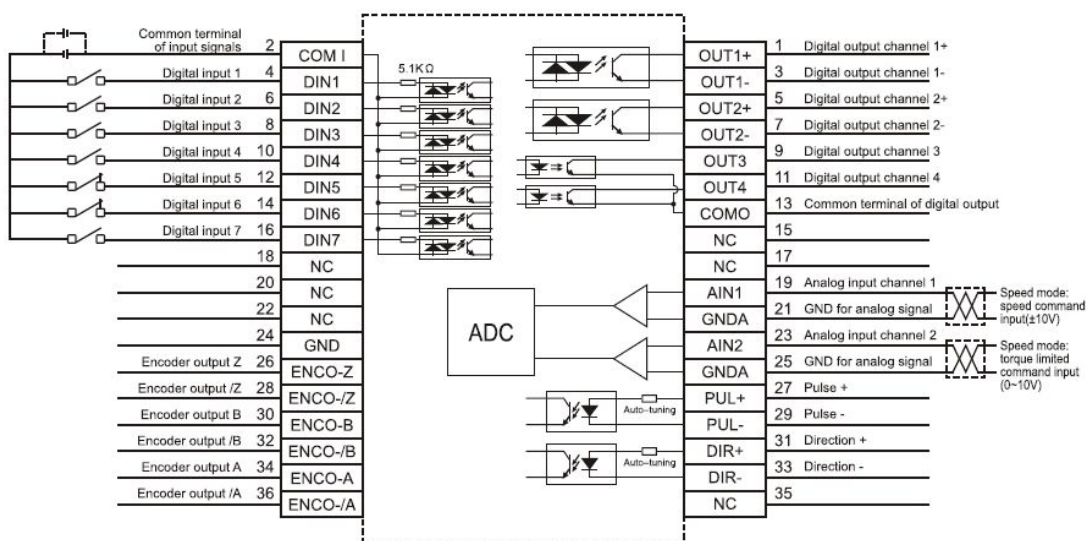 Common terminal
of input signals 2 COM I
Digital input 1 4 DIN1
Digital input 2 6 DIN2
Digital input 3 8 DIN3
Digital input 4 10 DIN4
Digital input 5 12 DIN5
Digital input 6 14 DIN6
Digital input 7 16 DIN7
18 NC
20 NC
22 NC
24 GND
Encoder output Z 26 ENCO-Z
Encoder output /Z 28 ENCO-/Z
Encoder output B 30 ENCO-B
Encoder output /B 32 ENCO-/B
Encoder output A 34 ENCO-A
Encoder output /A 36 ENCO-/A
5.1KΩ
ADC
Auto-tuning
Auto-tuning
OUT1+ 1 Digital output channel 1+
OUT1- 3 Digital output channel 1-
OUT2+ 5 Digital output channel 2+
OUT2- 7 Digital output channel 2-
OUT3 9 Digital output channel 3
OUT4 11 Digital output channel 4
COMO 13 Common terminal of digital output
NC 15
NC 17
AIN1 19 Analog input channel 1
GNDA 21 GND for analog signal
AIN2 23 Analog input channel 2
GNDA 25 GND for analog signal
PUL+ 27 Pulse +
PUL- 29 Pulse -
DIR+ 31 Direction +
DIR- 33 Direction -
NC 35
Speed mode:
speed command
input(±10V)
Speed mode:
torque limited
command input
(0~10V)